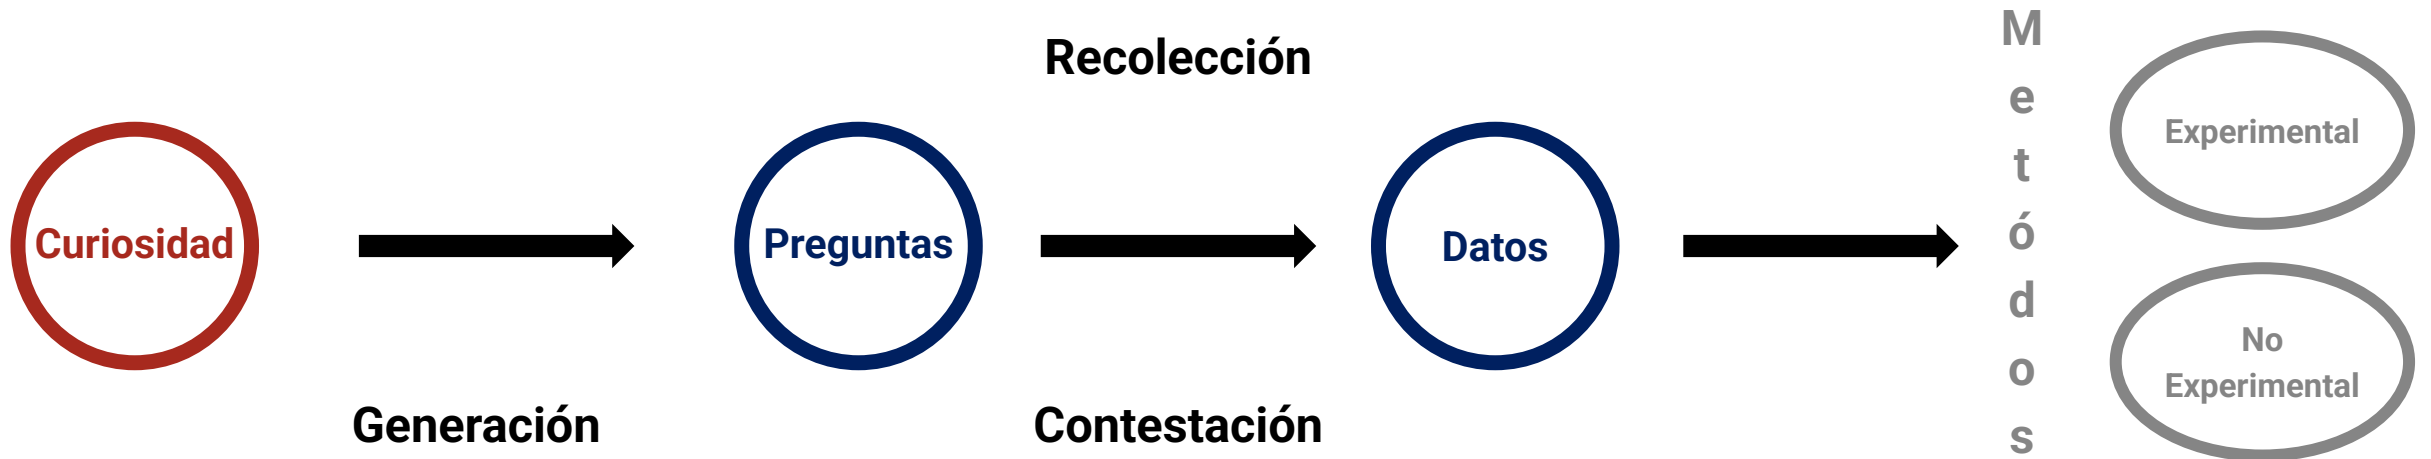 Curiosidad
Generación
Preguntas
Recolección
Contestación
Datos
M
e
t
ó
d
o
s
Experimental
No
Experimental